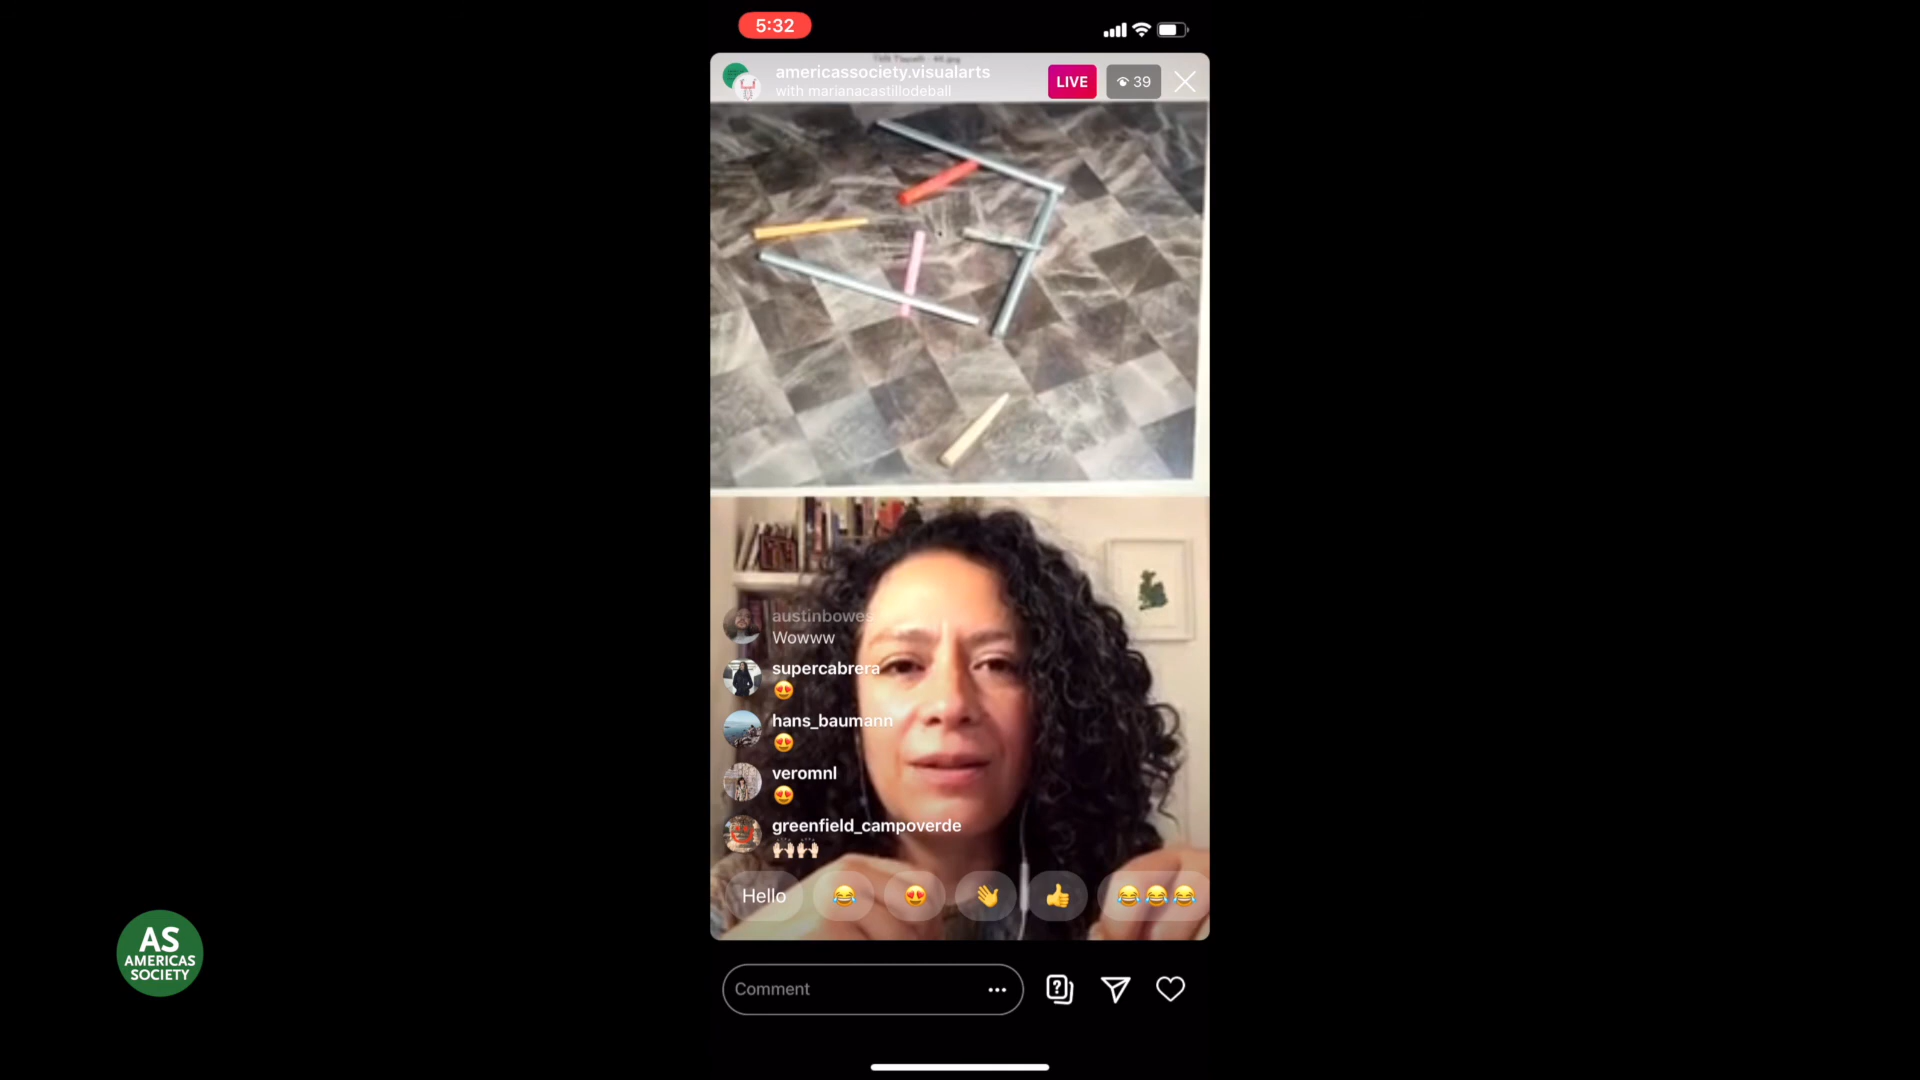 5:32
americassociety.visualarts
with marianacastillodeball
LIVE
39
austinbowes
Wowww
supercabrera
😍
hans_baumann
😍
veromnl
😍
greenfield_campoverde
🙌🏻🙌🏻
Hello 😂 😍 👋 👍 😂😂😂
AS
AMERICAS
SOCIETY
Comment